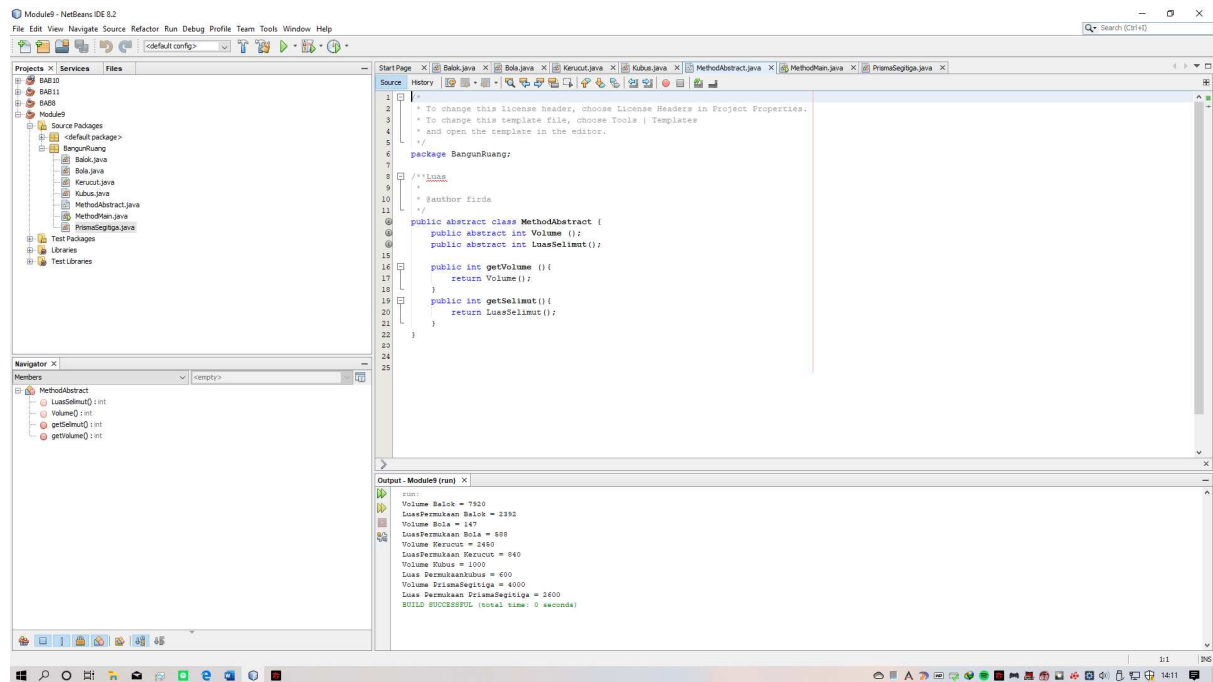 Module9 - NetBeans IDE 8.2
File Edit View Navigate Source Refactor Run Debug Profile Team Tools Window Help
Search (Ctrl+I)
<default config>
Projects Services Files
BAB10
BAB11
BAB8
Module9
Source Packages
<default package>
BangunRuang
Balok.java
Bola.java
Kerucut.java
Kubus.java
MethodAbstract.java
MethodMain.java
PrismaSegitiga.java
Test Packages
Libraries
Test Libraries
Navigator
Members <empty>
MethodAbstract
LuasSelimut() : int
Volume() : int
getSelimut() : int
getVolume() : int
Start Page Balok.java Bola.java Kerucut.java Kubus.java MethodAbstract.java MethodMain.java PrismaSegitiga.java
Source History
1 /*
2 * To change this license header, choose License Headers in Project Properties.
3 * To change this template file, choose Tools | Templates
4 * and open the template in the editor.
5 */
6 package BangunRuang;
7
8 /**Luas
9 *
10 * @author firda
11 */
public abstract class MethodAbstract {
public abstract int Volume ();
public abstract int LuasSelimut();
15
16 public int getVolume (){
17 return Volume();
18 }
19 public int getSelimut(){
20 return LuasSelimut();
21 }
22 }
23
24
25
Output - Module9 (run)
run:
Volume Balok = 7920
LuasPermukaan Balok = 2392
Volume Bola = 147
LuasPermukaan Bola = 588
Volume Kerucut = 2450
LuasPermukaan Kerucut = 840
Volume Kubus = 1000
Luas Permukaankubus = 600
Volume PrismaSegitiga = 4000
Luas Permukaan PrismaSegitiga = 2600
BUILD SUCCESSFUL (total time: 0 seconds)
1:1 INS
14:11